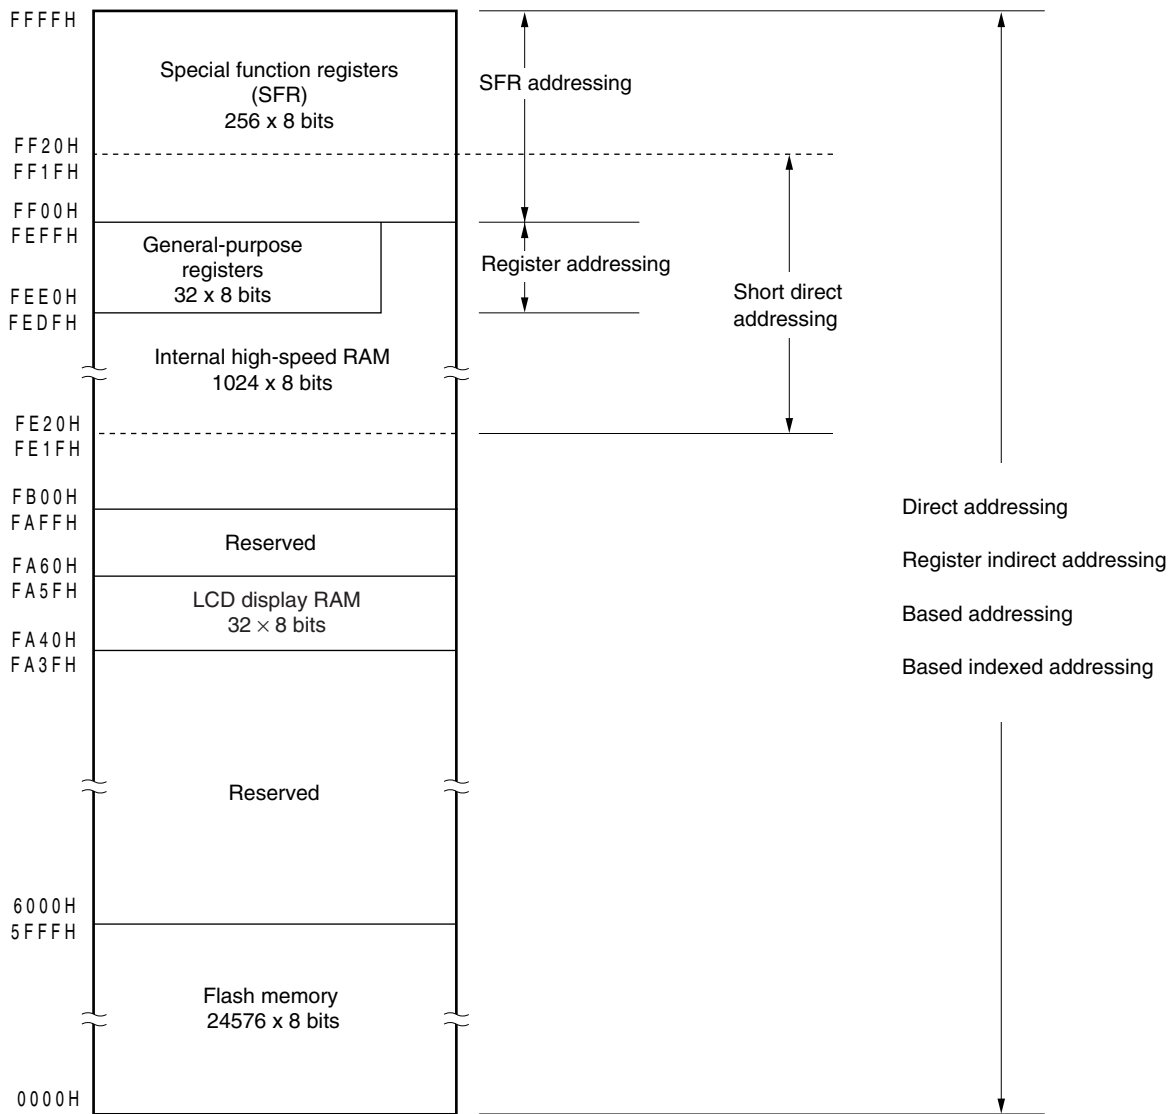 FFFFH
Special function registers
(SFR)
256 x 8 bits
SFR addressing
FF20H
FF1FH
FF00H
FEFFH
General-purpose
registers
32 x 8 bits
Register addressing
FEE0H
FEDFH
Short direct
addressing
Internal high-speed RAM
1024 x 8 bits
FE20H
FE1FH
FB00H
FAFFH
Reserved
FA60H
FA5FH
LCD display RAM
32 × 8 bits
FA40H
FA3FH
Direct addressing
Register indirect addressing
Based addressing
Based indexed addressing
Reserved
6000H
5FFFH
Flash memory
24576 x 8 bits
0000H